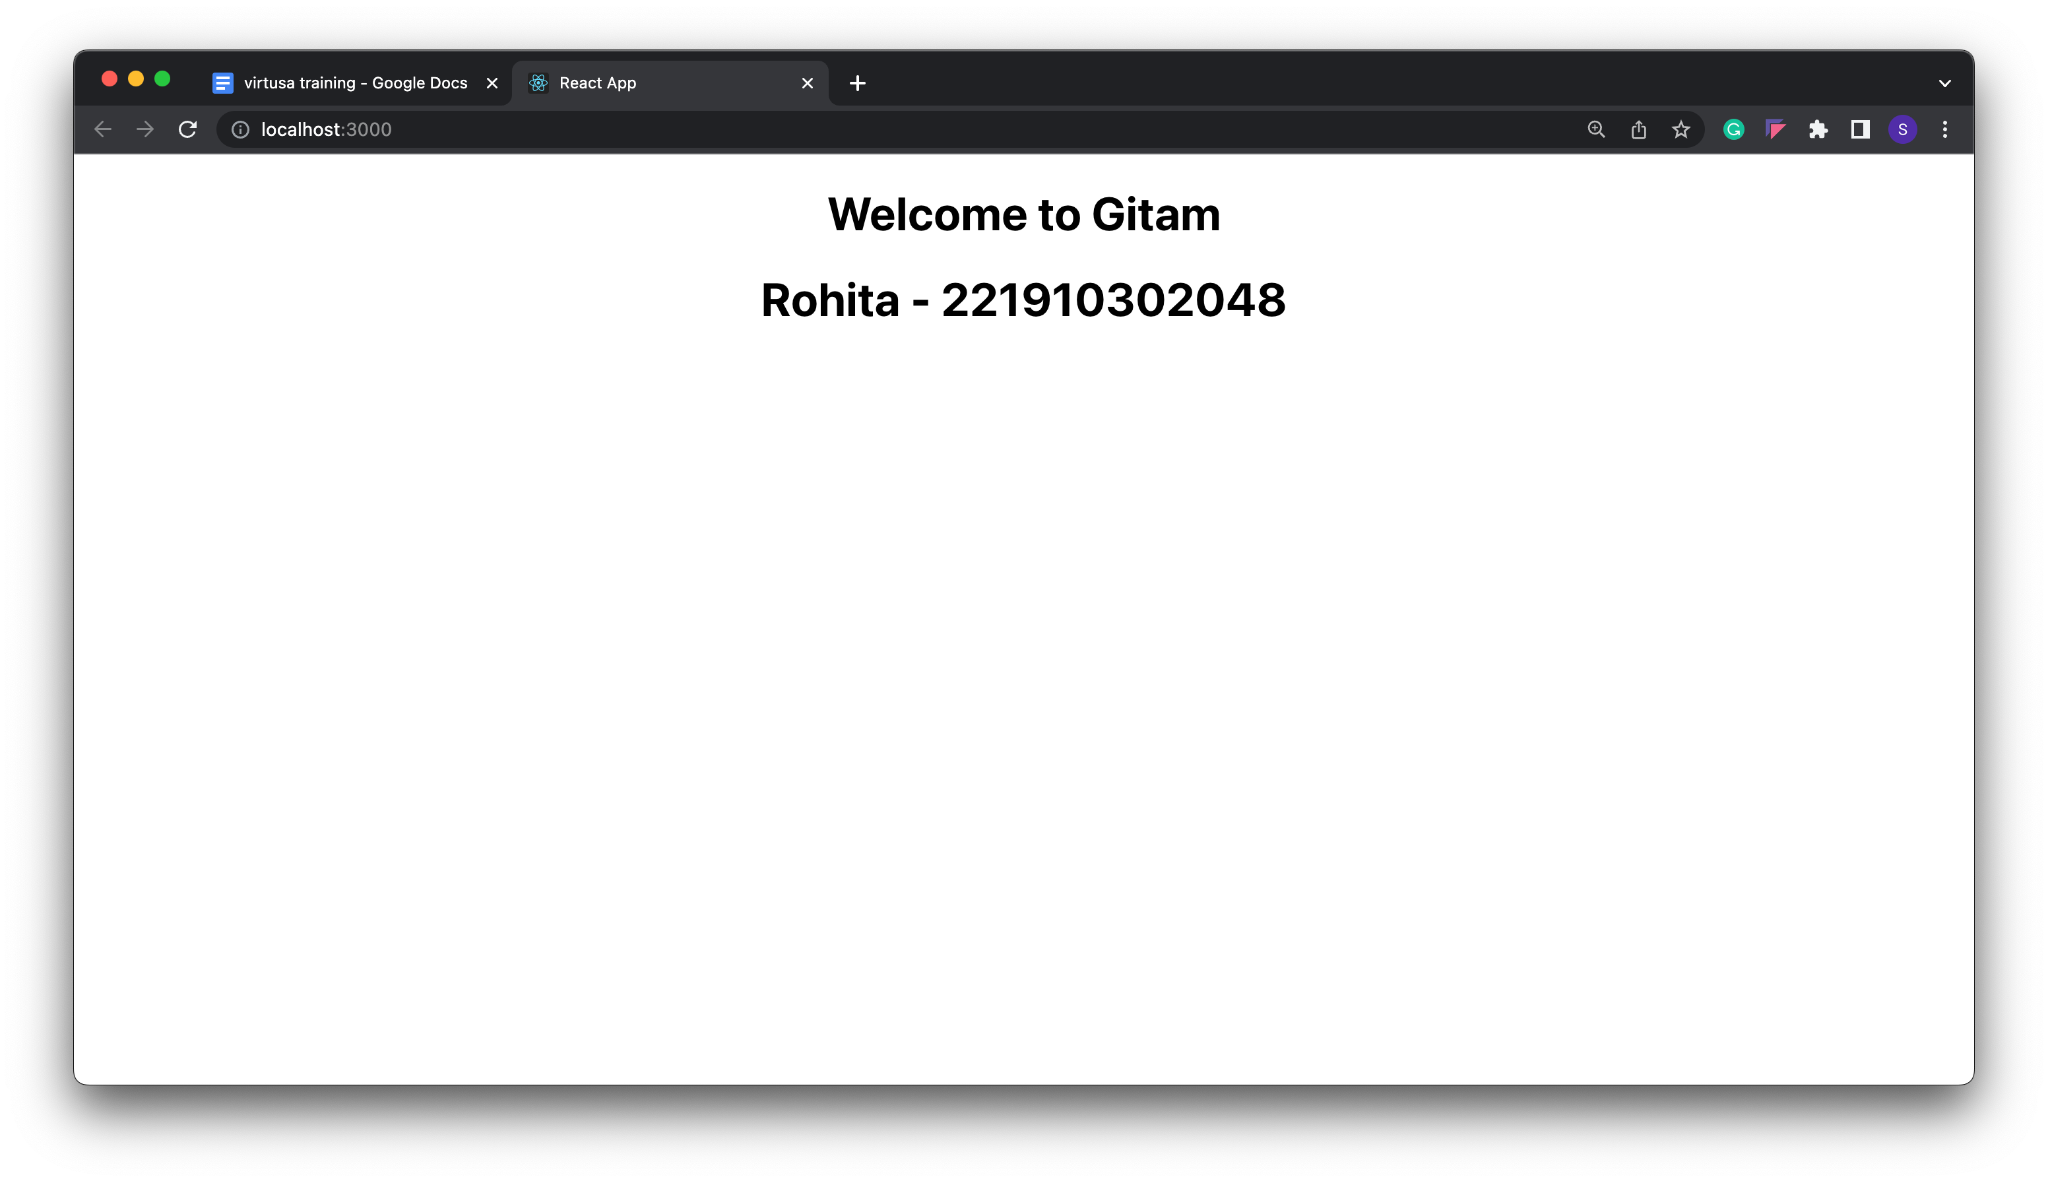 virtusa training - Google Docs
React App
localhost:3000
S
Welcome to Gitam
Rohita - 221910302048